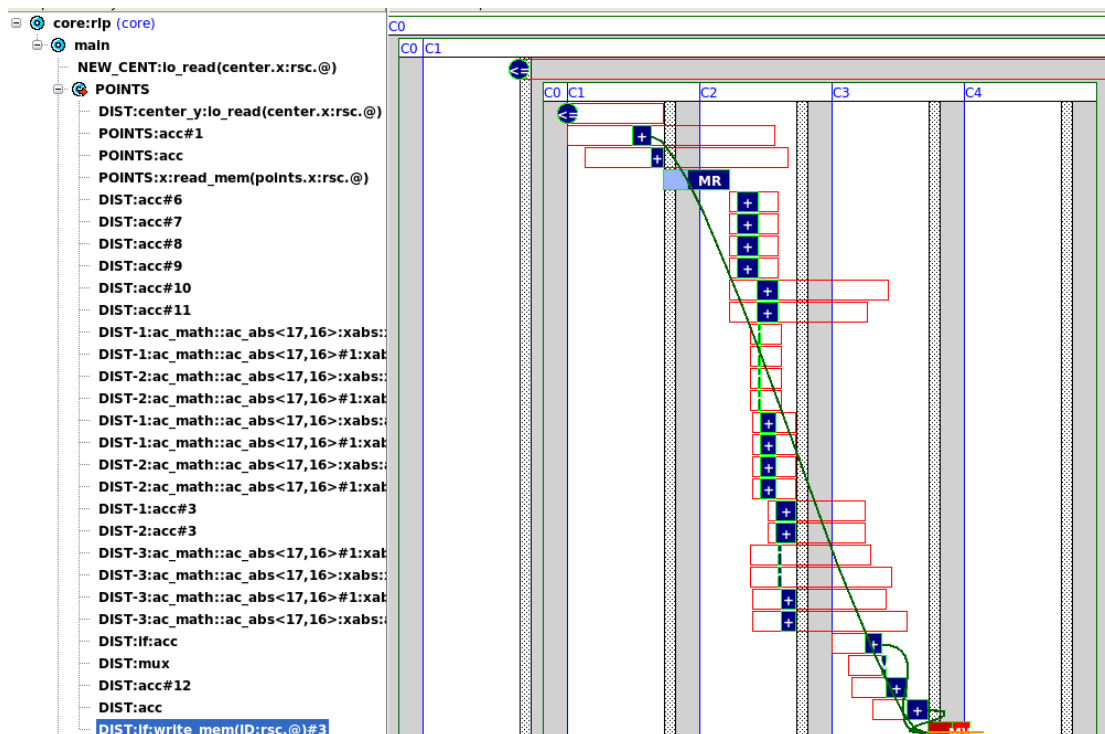 core:rlp (core)
C0
main
C0 C1
NEW_CENT:io_read(center.x:rsc.@)
<=
POINTS
C0 C1 C2 C3 C4
DIST:center_y:io_read(center.x:rsc.@)
<=
POINTS:acc#1
+
POINTS:acc
+
POINTS:x:read_mem(points.x:rsc.@)
MR
DIST:acc#6
+
DIST:acc#7
+
DIST:acc#8
+
DIST:acc#9
+
DIST:acc#10
+
DIST:acc#11
+
DIST-1:ac_math::ac_abs<17,16>:xabs:
DIST-1:ac_math::ac_abs<17,16>#1:xab
DIST-2:ac_math::ac_abs<17,16>:xabs:
DIST-2:ac_math::ac_abs<17,16>#1:xab
DIST-1:ac_math::ac_abs<17,16>:xabs:
+
DIST-1:ac_math::ac_abs<17,16>#1:xab
+
DIST-2:ac_math::ac_abs<17,16>:xabs:
+
DIST-2:ac_math::ac_abs<17,16>#1:xab
+
DIST-1:acc#3
+
DIST-2:acc#3
+
DIST-3:ac_math::ac_abs<17,16>#1:xab
DIST-3:ac_math::ac_abs<17,16>:xabs:
DIST-3:ac_math::ac_abs<17,16>#1:xab
+
DIST-3:ac_math::ac_abs<17,16>:xabs:
+
DIST:if:acc
+
DIST:mux
DIST:acc#12
+
DIST:acc
+
DIST:if:write_mem(ID:rsc.@)#3